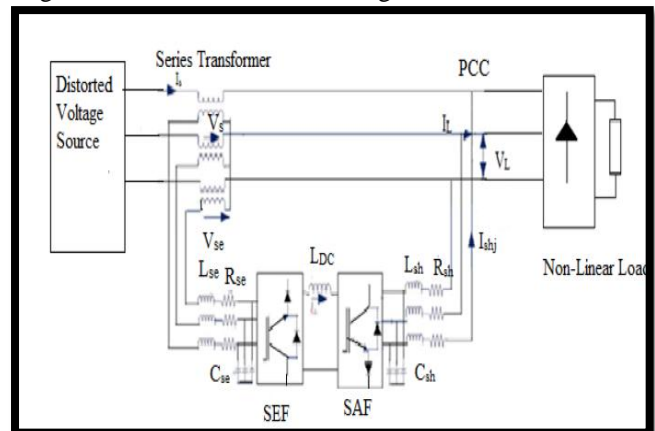 Series Transformer
PCC
Distorted
Voltage
Source
Is
Vs
IL
VL
Vse
LDC
Ishj
Lse
Rse
Lsh
Rsh
Non-Linear Load
Cse
Csh
SEF
SAF